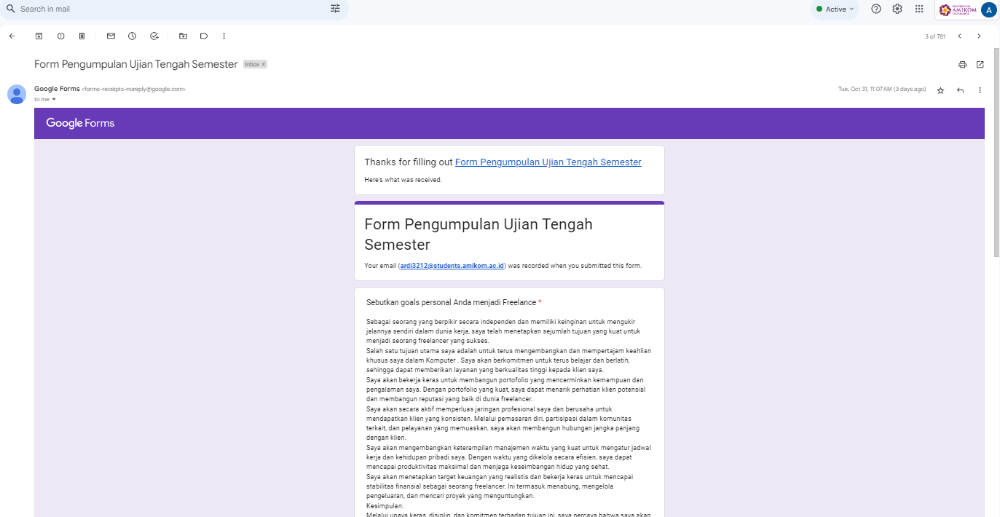 Search in mail
Active
UNIVERSITAS
AMIKOM
YOGYAKARTA
A
3 of 781
Form Pengumpulan Ujian Tengah Semester
Inbox ×
Google Forms <forms-receipts-noreply@google.com>
Tue, Oct 31, 11:07 AM (3 days ago)
to me
Google Forms
Thanks for filling out Form Pengumpulan Ujian Tengah Semester
Here's what was received.
Form Pengumpulan Ujian Tengah
Semester
Your email (ardi3212@students.amikom.ac.id) was recorded when you submitted this form.
Sebutkan goals personal Anda menjadi Freelance *
Sebagai seorang yang berpikir secara independen dan memiliki keinginan untuk mengukir
jalannya sendiri dalam dunia kerja, saya telah menetapkan sejumlah tujuan yang kuat untuk
menjadi seorang freelancer yang sukses.
Salah satu tujuan utama saya adalah untuk terus mengembangkan dan mempertajam keahlian
khusus saya dalam Komputer . Saya akan berkomitmen untuk terus belajar dan berlatih,
sehingga dapat memberikan layanan yang berkualitas tinggi kepada klien saya.
Saya akan bekerja keras untuk membangun portofolio yang mencerminkan kemampuan dan
pengalaman saya. Dengan portofolio yang kuat, saya dapat menarik perhatian klien potensial
dan membangun reputasi yang baik di dunia freelancer.
Saya akan secara aktif memperluas jaringan profesional saya dan berusaha untuk
mendapatkan klien yang konsisten. Melalui pemasaran diri, partisipasi dalam komunitas
terkait, dan pelayanan yang memuaskan, saya akan membangun hubungan jangka panjang
dengan klien.
Saya akan mengembangkan keterampilan manajemen waktu yang kuat untuk mengatur jadwal
kerja dan kehidupan pribadi saya. Dengan waktu yang dikelola secara efisien, saya dapat
mencapai produktivitas maksimal dan menjaga keseimbangan hidup yang sehat.
Saya akan menetapkan target keuangan yang realistis dan bekerja keras untuk mencapai
stabilitas finansial sebagai seorang freelancer. Ini termasuk menabung, mengelola
pengeluaran, dan mencari proyek yang menguntungkan.
Kesimpulan:
Melalui upaya keras, disiplin, dan komitmen terhadap tujuan ini, saya percaya bahwa saya akan